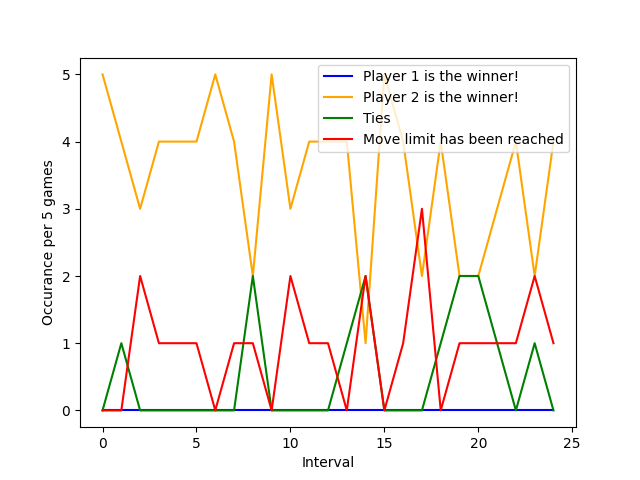 Player 1 is the winner!
Player 2 is the winner!
Ties
Move limit has been reached
Occurance per 5 games
5
4
3
2
1
0
0 5 10 15 20 25
Interval